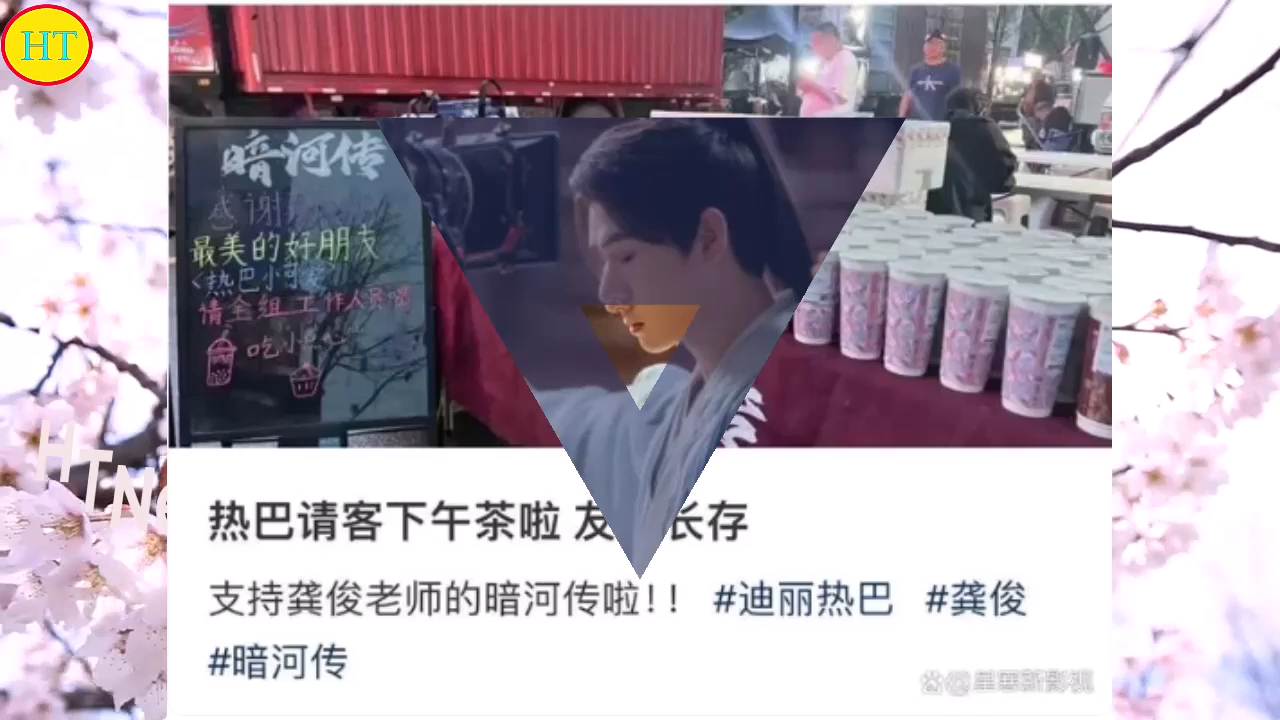 HT
暗河传
感谢
最美的好朋友
<热巴小
请全组工作人员喝
吃小
HTNe
热巴请客下午茶啦 友 长存
支持龚俊老师的暗河传啦！！ #迪丽热巴 #龚俊
#暗河传